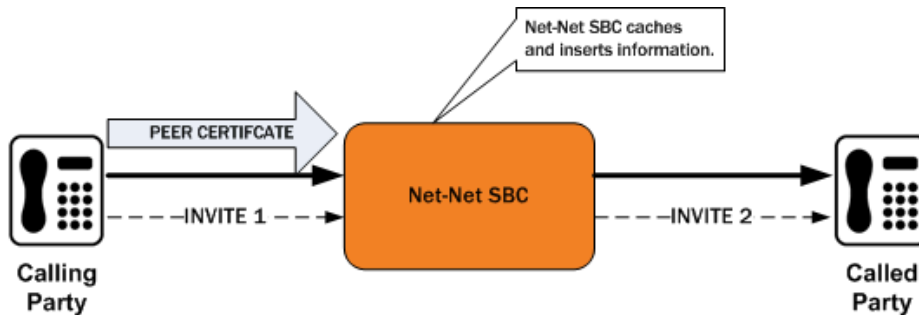 Net-Net SBC caches
and inserts information.
PEER CERTIFCATE
Net-Net SBC
INVITE 1
INVITE 2
Calling
Party
Called
Party